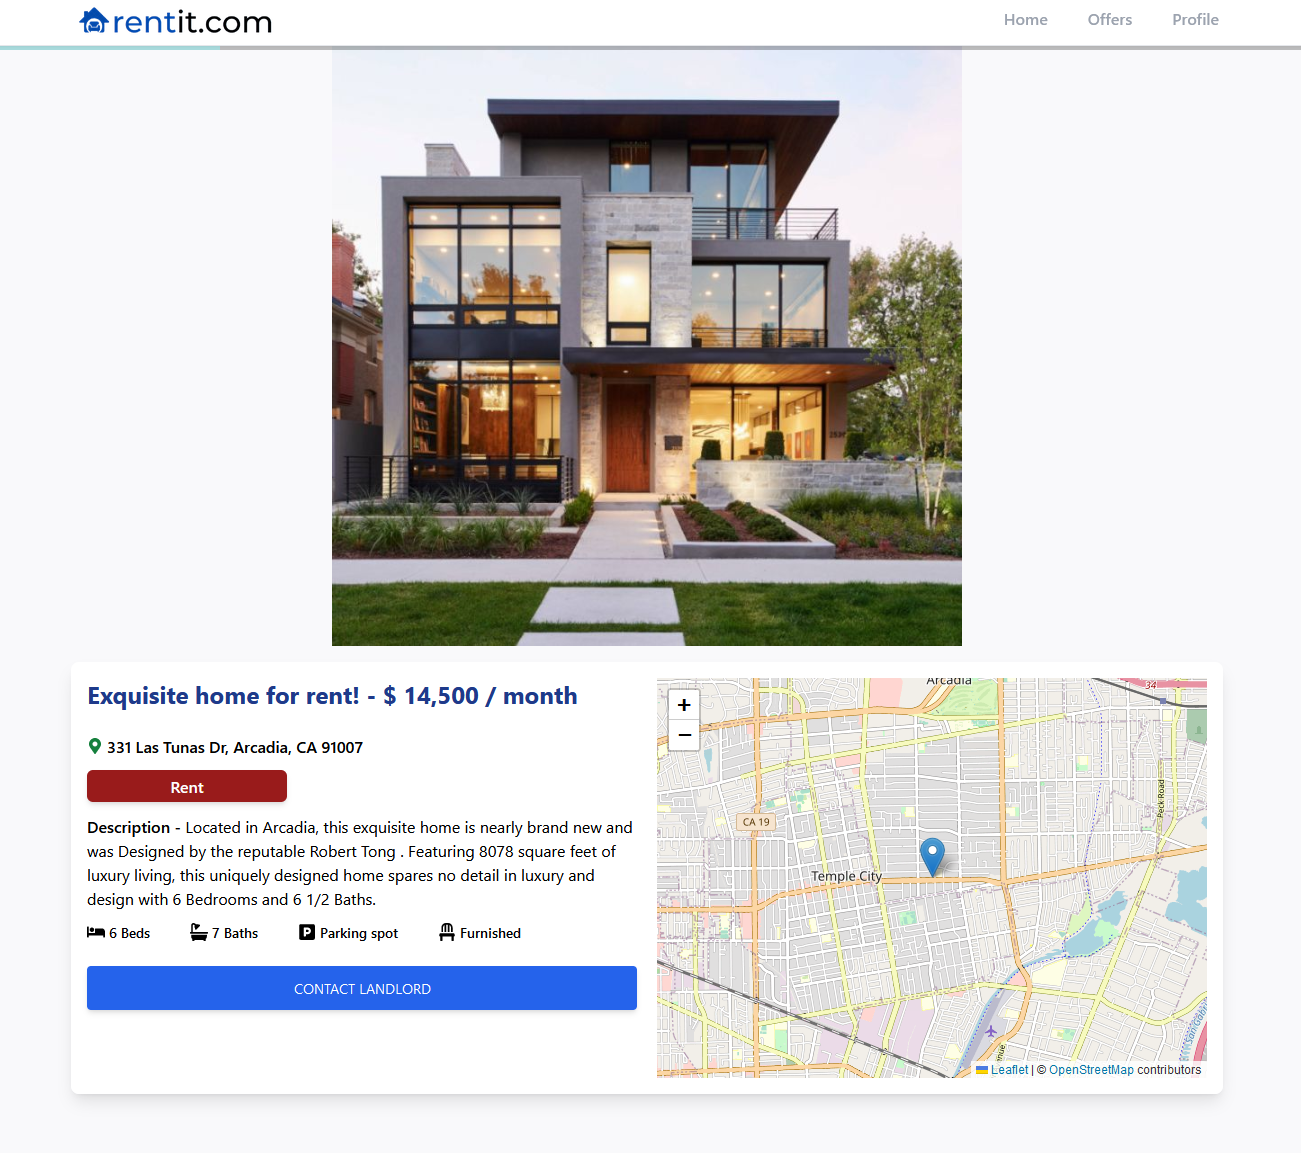 rentit.com
Home Offers Profile
Exquisite home for rent! - $ 14,500 / month
331 Las Tunas Dr, Arcadia, CA 91007
Rent
Description - Located in Arcadia, this exquisite home is nearly brand new and
was Designed by the reputable Robert Tong . Featuring 8078 square feet of
luxury living, this uniquely designed home spares no detail in luxury and
design with 6 Bedrooms and 6 1/2 Baths.
6 Beds 7 Baths P Parking spot Furnished
CONTACT LANDLORD
+
−
Arcadia
34
Peck Road
CA 19
Temple City
Leaflet | © OpenStreetMap contributors